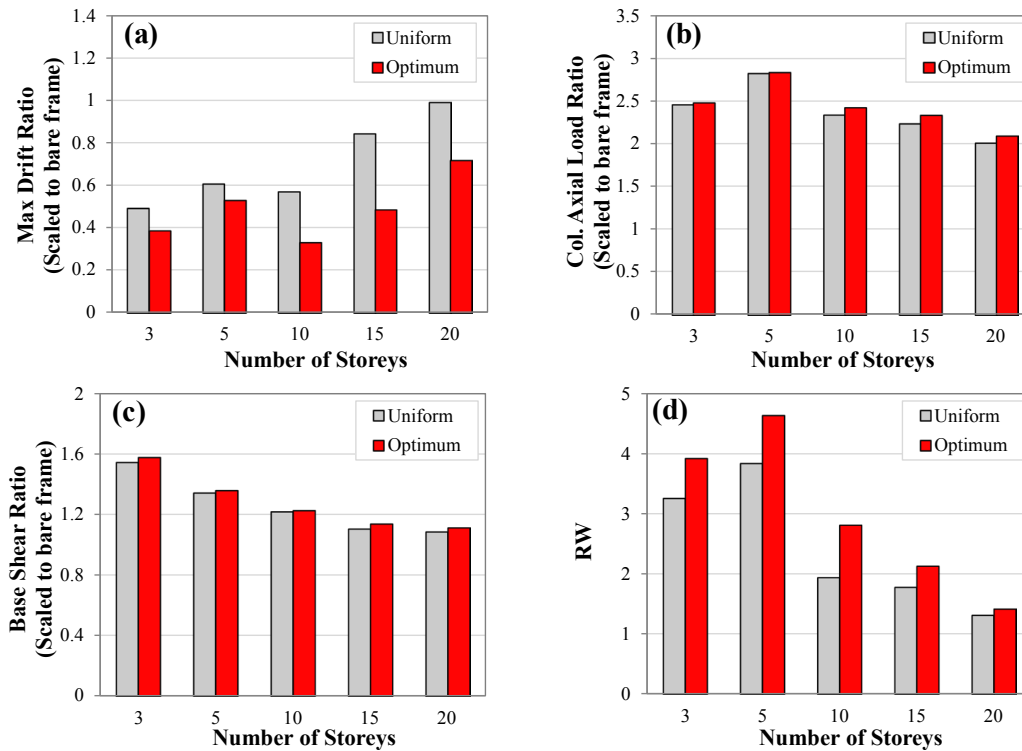 (a)
Uniform
Optimum
Max Drift Ratio
(Scaled to bare frame)
1.4
1.2
1
0.8
0.6
0.4
0.2
0
3 5 10 15 20
Number of Storeys
(b)
Uniform
Optimum
Col. Axial Load Ratio
(Scaled to bare frame)
3.5
3
2.5
2
1.5
1
0.5
0
3 5 10 15 20
Number of Storeys
(c)
Uniform
Optimum
Base Shear Ratio
(Scaled to bare frame)
2
1.6
1.2
0.8
0.4
0
3 5 10 15 20
Number of Storeys
(d)
Uniform
Optimum
RW
5
4
3
2
1
0
3 5 10 15 20
Number of Storeys